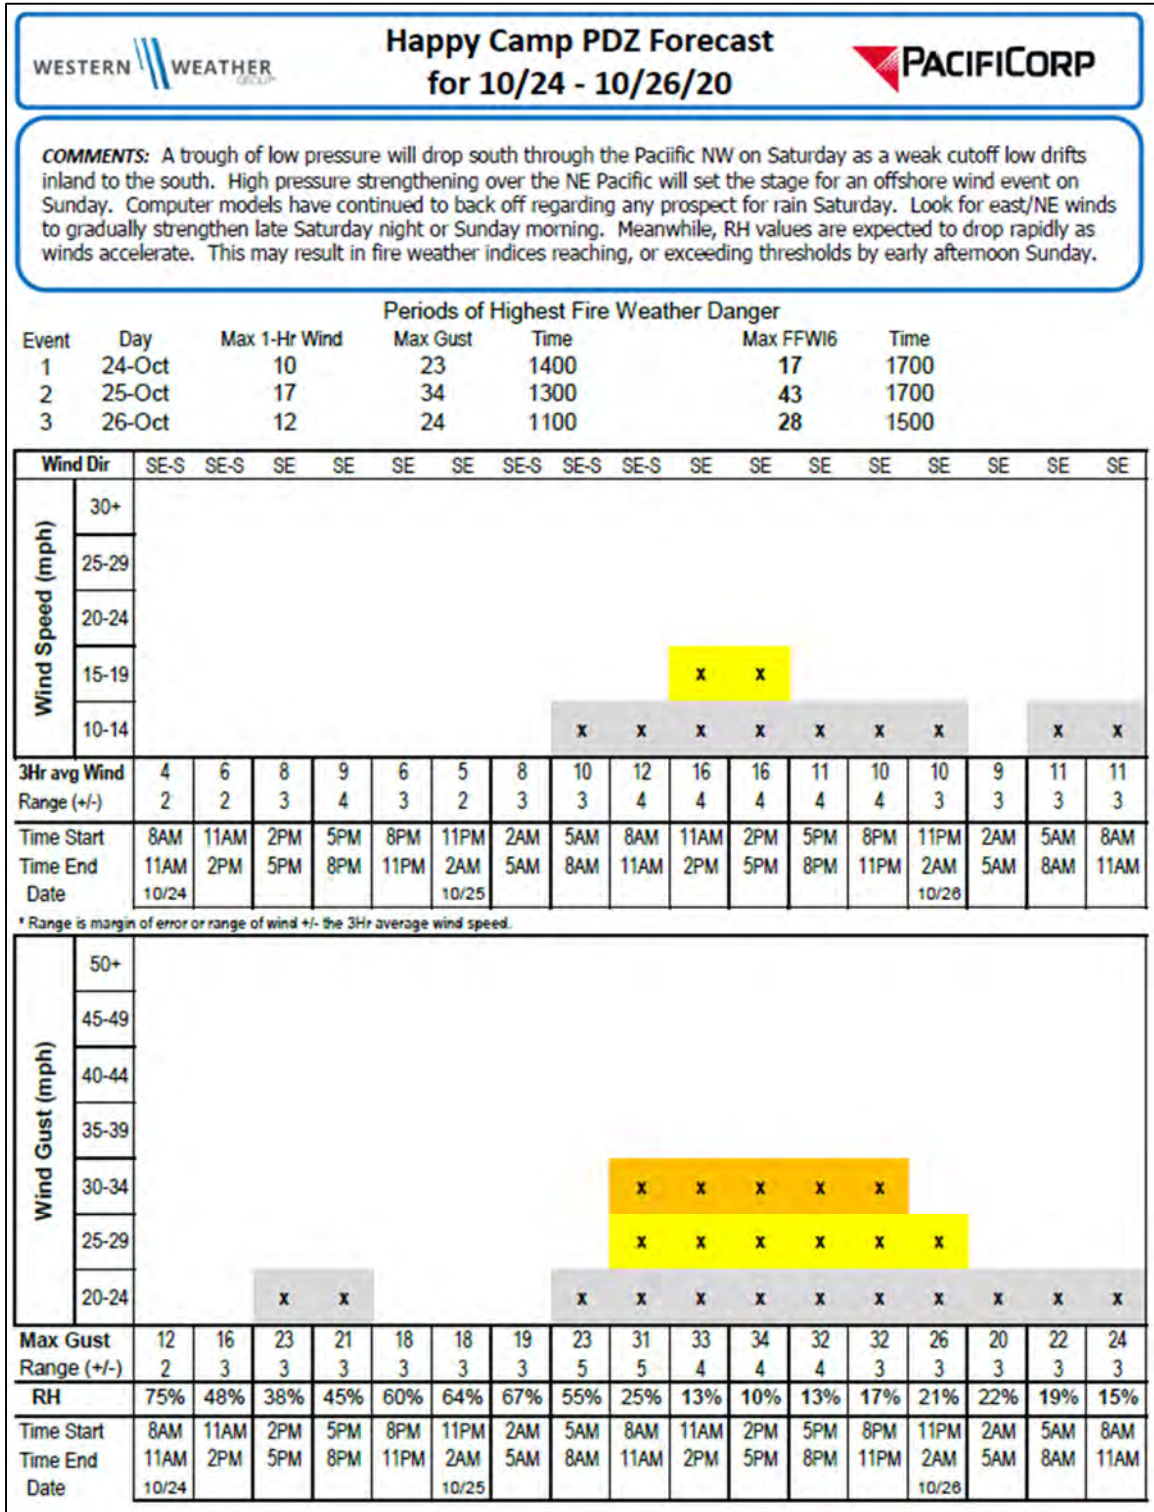 WESTERN WEATHER
GROUP
Happy Camp PDZ Forecast
for 10/24 - 10/26/20
PACIFICORP
COMMENTS: A trough of low pressure will drop south through the Paciific NW on Saturday as a weak cutoff low drifts
inland to the south. High pressure strengthening over the NE Pacific will set the stage for an offshore wind event on
Sunday. Computer models have continued to back off regarding any prospect for rain Saturday. Look for east/NE winds
to gradually strengthen late Saturday night or Sunday morning. Meanwhile, RH values are expected to drop rapidly as
winds accelerate. This may result in fire weather indices reaching, or exceeding thresholds by early afternoon Sunday.
Periods of Highest Fire Weather Danger
Event Day Max 1-Hr Wind Max Gust Time Max FFWI6 Time
1 24-Oct 10 23 1400 17 1700
2 25-Oct 17 34 1300 43 1700
3 26-Oct 12 24 1100 28 1500
Wind Dir SE-S SE-S SE SE SE SE SE-S SE-S SE-S SE SE SE SE SE SE SE SE
Wind Speed (mph)
30+
25-29
20-24
15-19 x x
10-14 x x x x x x x x x
3Hr avg Wind 4 6 8 9 6 5 8 10 12 16 16 11 10 10 9 11 11
Range (+/-) 2 2 3 4 3 2 3 3 4 4 4 4 4 3 3 3 3
Time Start 8AM 11AM 2PM 5PM 8PM 11PM 2AM 5AM 8AM 11AM 2PM 5PM 8PM 11PM 2AM 5AM 8AM
Time End 11AM 2PM 5PM 8PM 11PM 2AM 5AM 8AM 11AM 2PM 5PM 8PM 11PM 2AM 5AM 8AM 11AM
Date 10/24 10/25 10/26
* Range is margin of error or range of wind +/- the 3Hr average wind speed.
Wind Gust (mph)
50+
45-49
40-44
35-39
30-34 x x x x x
25-29 x x x x x x
20-24 x x x x x x x x x x x x
Max Gust 12 16 23 21 18 18 19 23 31 33 34 32 32 26 20 22 24
Range (+/-) 2 3 3 3 3 3 3 5 5 4 4 4 3 3 3 3 3
RH 75% 48% 38% 45% 60% 64% 67% 55% 25% 13% 10% 13% 17% 21% 22% 19% 15%
Time Start 8AM 11AM 2PM 5PM 8PM 11PM 2AM 5AM 8AM 11AM 2PM 5PM 8PM 11PM 2AM 5AM 8AM
Time End 11AM 2PM 5PM 8PM 11PM 2AM 5AM 8AM 11AM 2PM 5PM 8PM 11PM 2AM 5AM 8AM 11AM
Date 10/24 10/25 10/26